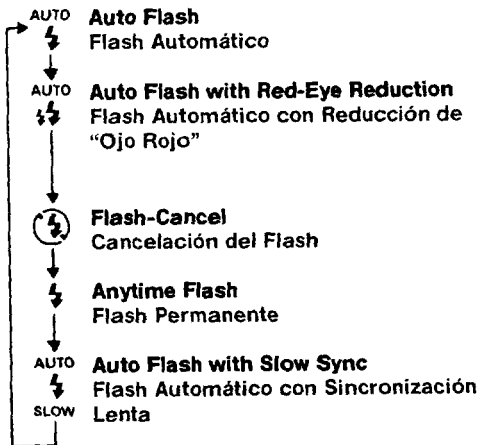 AUTO Auto Flash
Flash Automático
AUTO Auto Flash with Red-Eye Reduction
Flash Automático con Reducción de
“Ojo Rojo”
Flash-Cancel
Cancelación del Flash
Anytime Flash
Flash Permanente
AUTO Auto Flash with Slow Sync
Flash Automático con Sincronización
SLOW Lenta